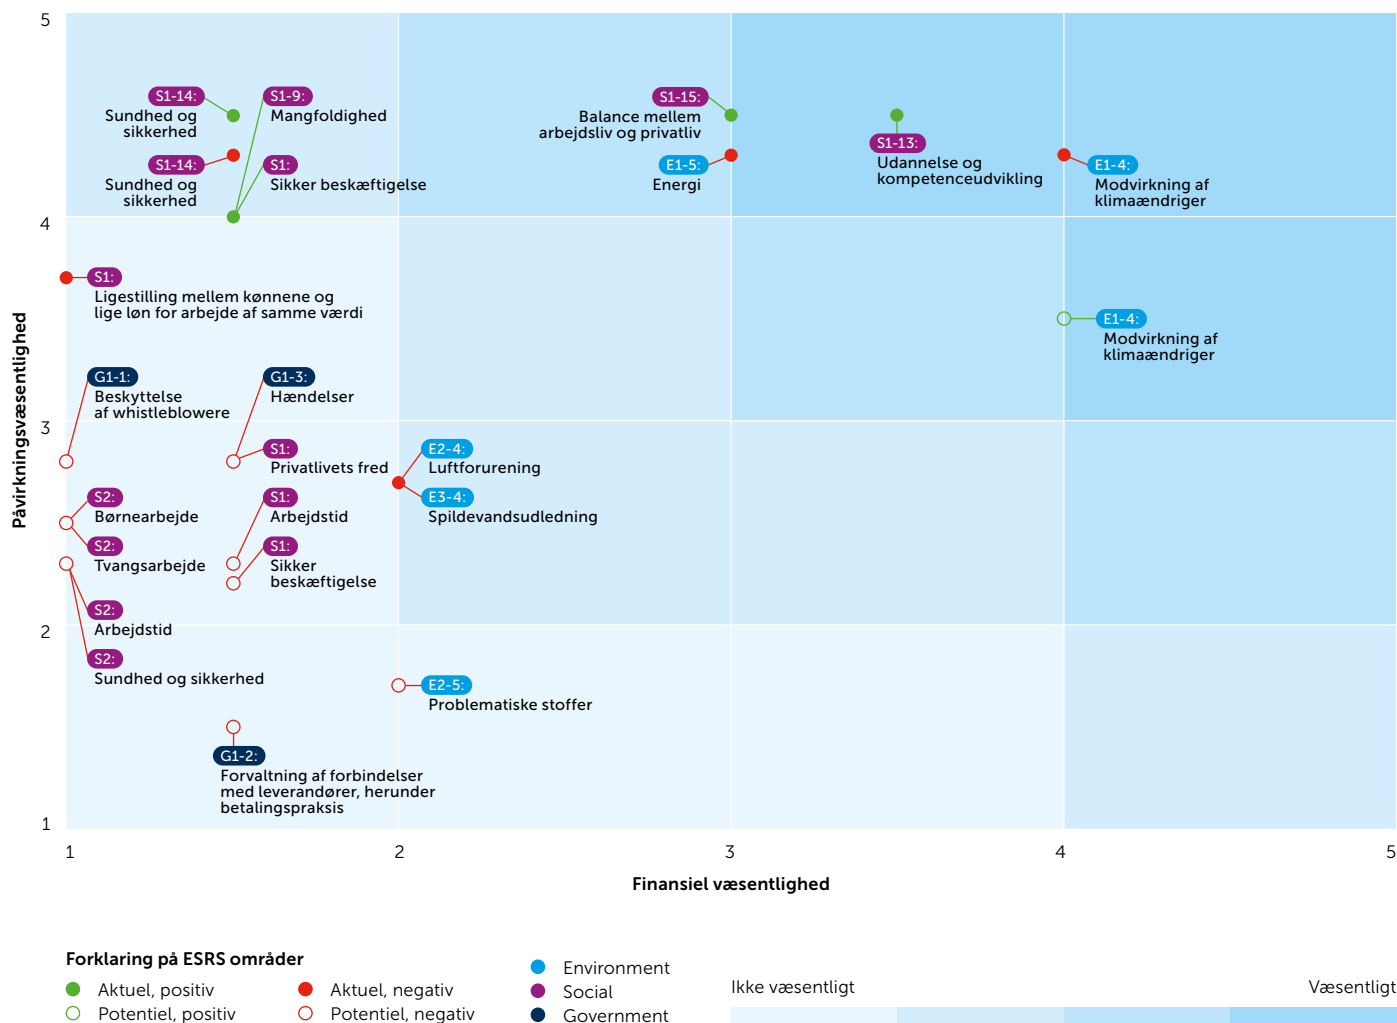 5
S1-14:
Sundhed og
sikkerhed
S1-9:
Mangfoldighed
S1-15:
Balance mellem
arbejdsliv og privatliv
S1-13:
Udannelse og
kompetenceudvikling
S1-14:
Sundhed og
sikkerhed
S1:
Sikker beskæftigelse
E1-5:
Energi
E1-4:
Modvirkning af
klimaændriger
4
S1:
Ligestilling mellem kønnene og
lige løn for arbejde af samme værdi
E1-4:
Modvirkning af
klimaændriger
Påvirkningsvæsentlighed
G1-1:
Beskyttelse
af whistleblowere
G1-3:
Hændelser
3
S1:
Privatlivets fred
E2-4:
Luftforurening
S2:
Børnearbejde
S1:
Arbejdstid
E3-4:
Spildevandsudledning
S2:
Tvangsarbejde
S1:
Sikker
beskæftigelse
S2:
Arbejdstid
2
S2:
Sundhed og sikkerhed
E2-5:
Problematiske stoffer
G1-2:
Forvaltning af forbindelser
med leverandører, herunder
betalingspraksis
1
1 2 3 4 5
Finansiel væsentlighed
Forklaring på ESRS områder
Aktuel, positiv
Potentiel, positiv
Aktuel, negativ
Potentiel, negativ
Environment
Social
Government
Ikke væsentligt
Væsentligt